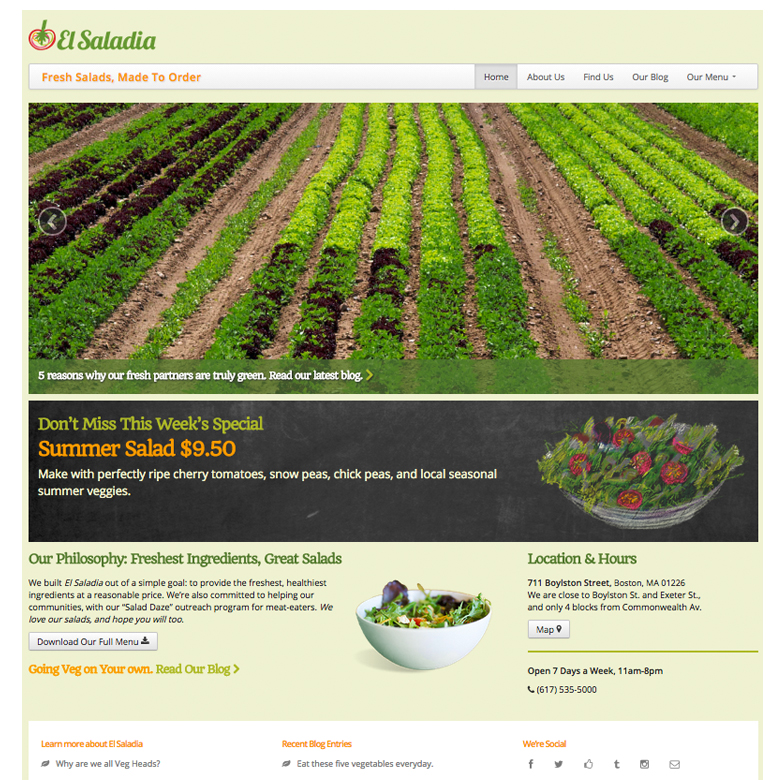 El Saladia
Fresh Salads, Made To Order
Home
About Us
Find Us
Our Blog
Our Menu
5 reasons why our fresh partners are truly green. Read our latest blog.
Don't Miss This Week's Special
Summer Salad $9.50
Make with perfectly ripe cherry tomatoes, snow peas, chick peas, and local seasonal
summer veggies.
Our Philosophy: Freshest Ingredients, Great Salads
We built El Saladia out of a simple goal: to provide the freshest, healthiest
ingredients at a reasonable price. We're also committed to helping our
communities, with our "Salad Daze" outreach program for meat-eaters. We
love our salads, and hope you will too.
Download Our Full Menu
Going Veg on Your own. Read Our Blog
Location & Hours
711 Boylston Street, Boston, MA 01226
We are close to Boylston St. and Exeter St.,
and only 4 blocks from Commonwealth Av.
Map
Open 7 Days a Week, 11am-8pm
(617) 535-5000
Learn more about El Saladia
Why are we all Veg Heads?
Recent Blog Entries
Eat these five vegetables everyday.
We're Social